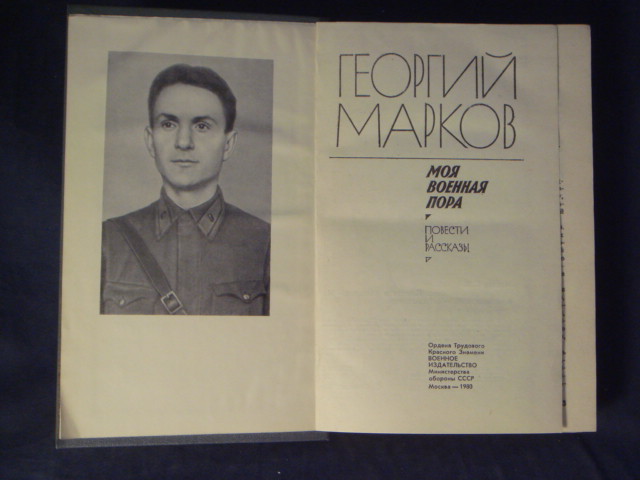 ГЕОРГИЙ
МАРКОВ
МОЯ
ВОЕННАЯ
ПОРА
ПОВЕСТИ
И
РАССКАЗЫ
Ордена Трудового
Красного Знамени
ВОЕННОЕ
ИЗДАТЕЛЬСТВО
Министерства
обороны СССР
Москва — 1980